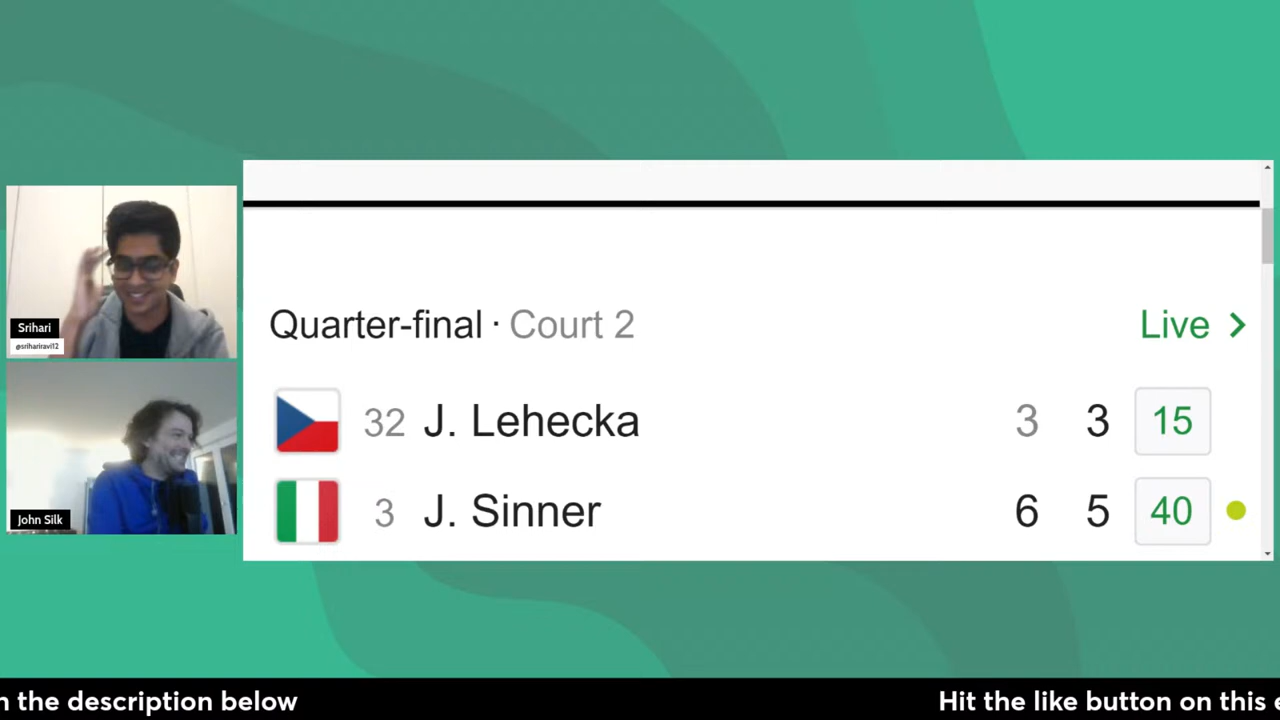 Srihari
@srihariravi12
John Silk
Quarter-final · Court 2
Live
32 J. Lehecka 3 3 15
3 J. Sinner 6 5 40
n the description below
Hit the like button on this